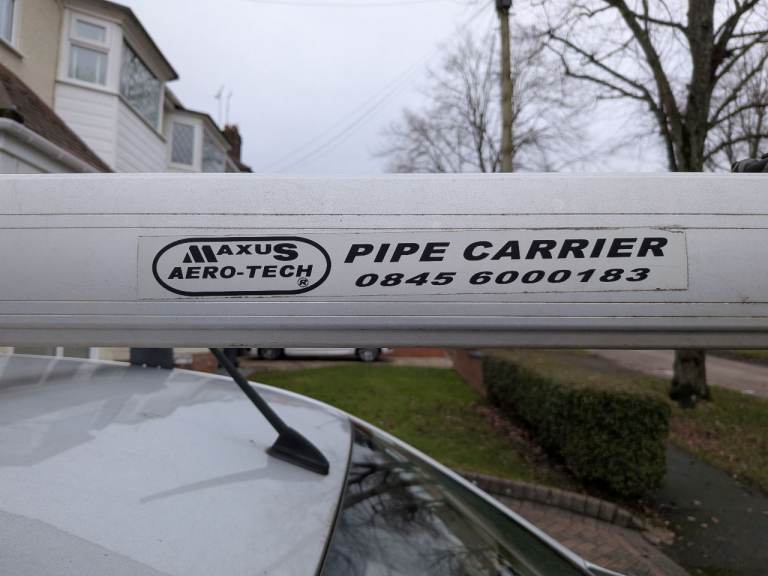 MAXUS
AERO-TECH
®
PIPE CARRIER
0845 6000183